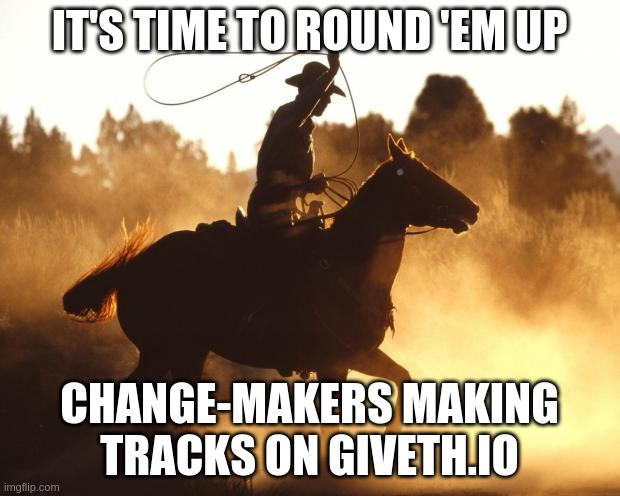 IT'S TIME TO ROUND 'EM UP
CHANGE-MAKERS MAKING
TRACKS ON GIVETH.IO
imgflip.com